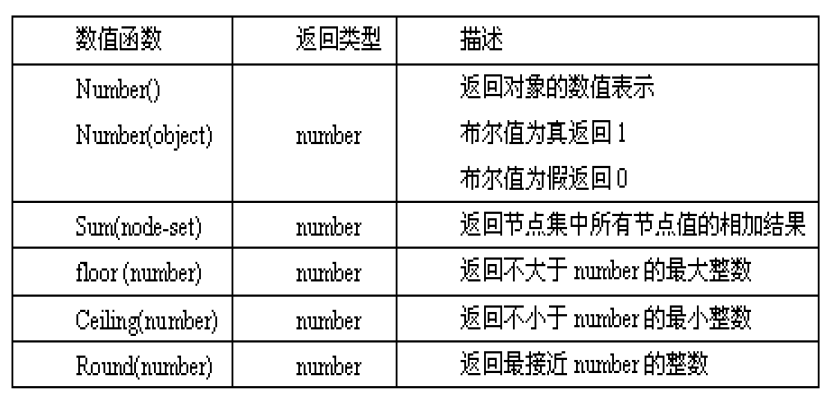 数值函数 返回类型 描述
Number() 返回对象的数值表示
Number(object) number 布尔值为真返回 1
布尔值为假返回 0
Sum(node-set) number 返回节点集中所有节点值的相加结果
floor (number) number 返回不大于 number 的最大整数
Ceiling(number) number 返回不小于 number 的最小整数
Round(number) number 返回最接近 number 的整数